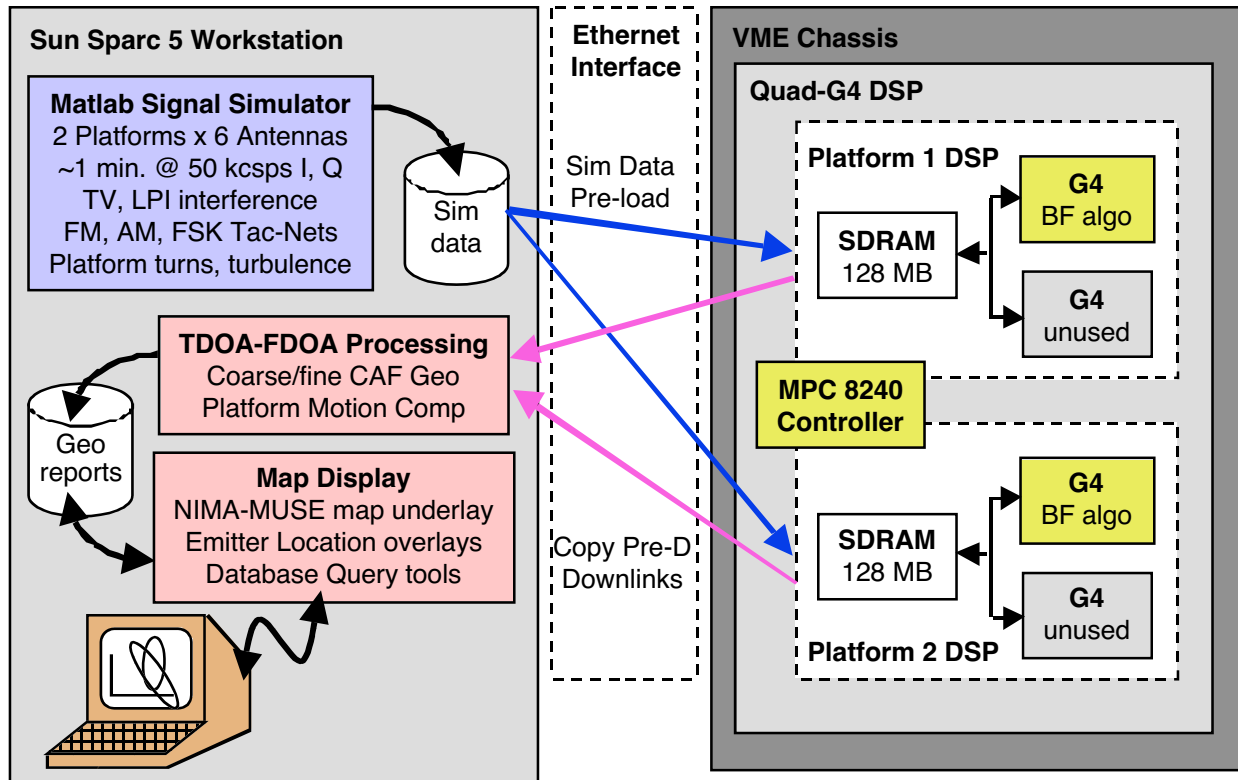 Sun Sparc 5 Workstation
Matlab Signal Simulator
2 Platforms x 6 Antennas
~1 min. @ 50 kcsps I, Q
TV, LPI interference
FM, AM, FSK Tac-Nets
Platform turns, turbulence
Sim
data
TDOA-FDOA Processing
Coarse/fine CAF Geo
Platform Motion Comp
Geo
reports
Map Display
NIMA-MUSE map underlay
Emitter Location overlays
Database Query tools
Ethernet
Interface
Sim Data
Pre-load
Copy Pre-D
Downlinks
VME Chassis
Quad-G4 DSP
Platform 1 DSP
SDRAM
128 MB
G4
BF algo
G4
unused
MPC 8240
Controller
SDRAM
128 MB
G4
BF algo
G4
unused
Platform 2 DSP